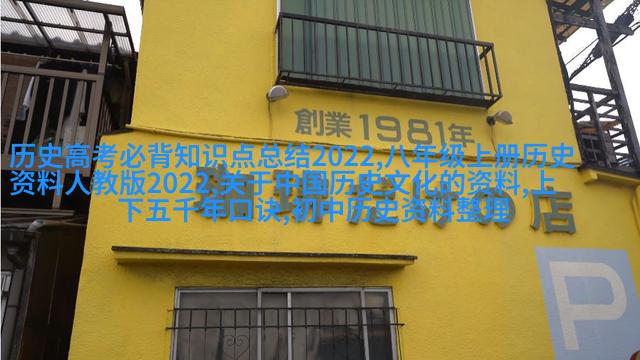 創業1981年
历史高考必背知识点总结2022,八年级上册历史
资料人教版2022,关于中国历史文化的资料,上
下五千年口诀,初中历史资料整理
店
P